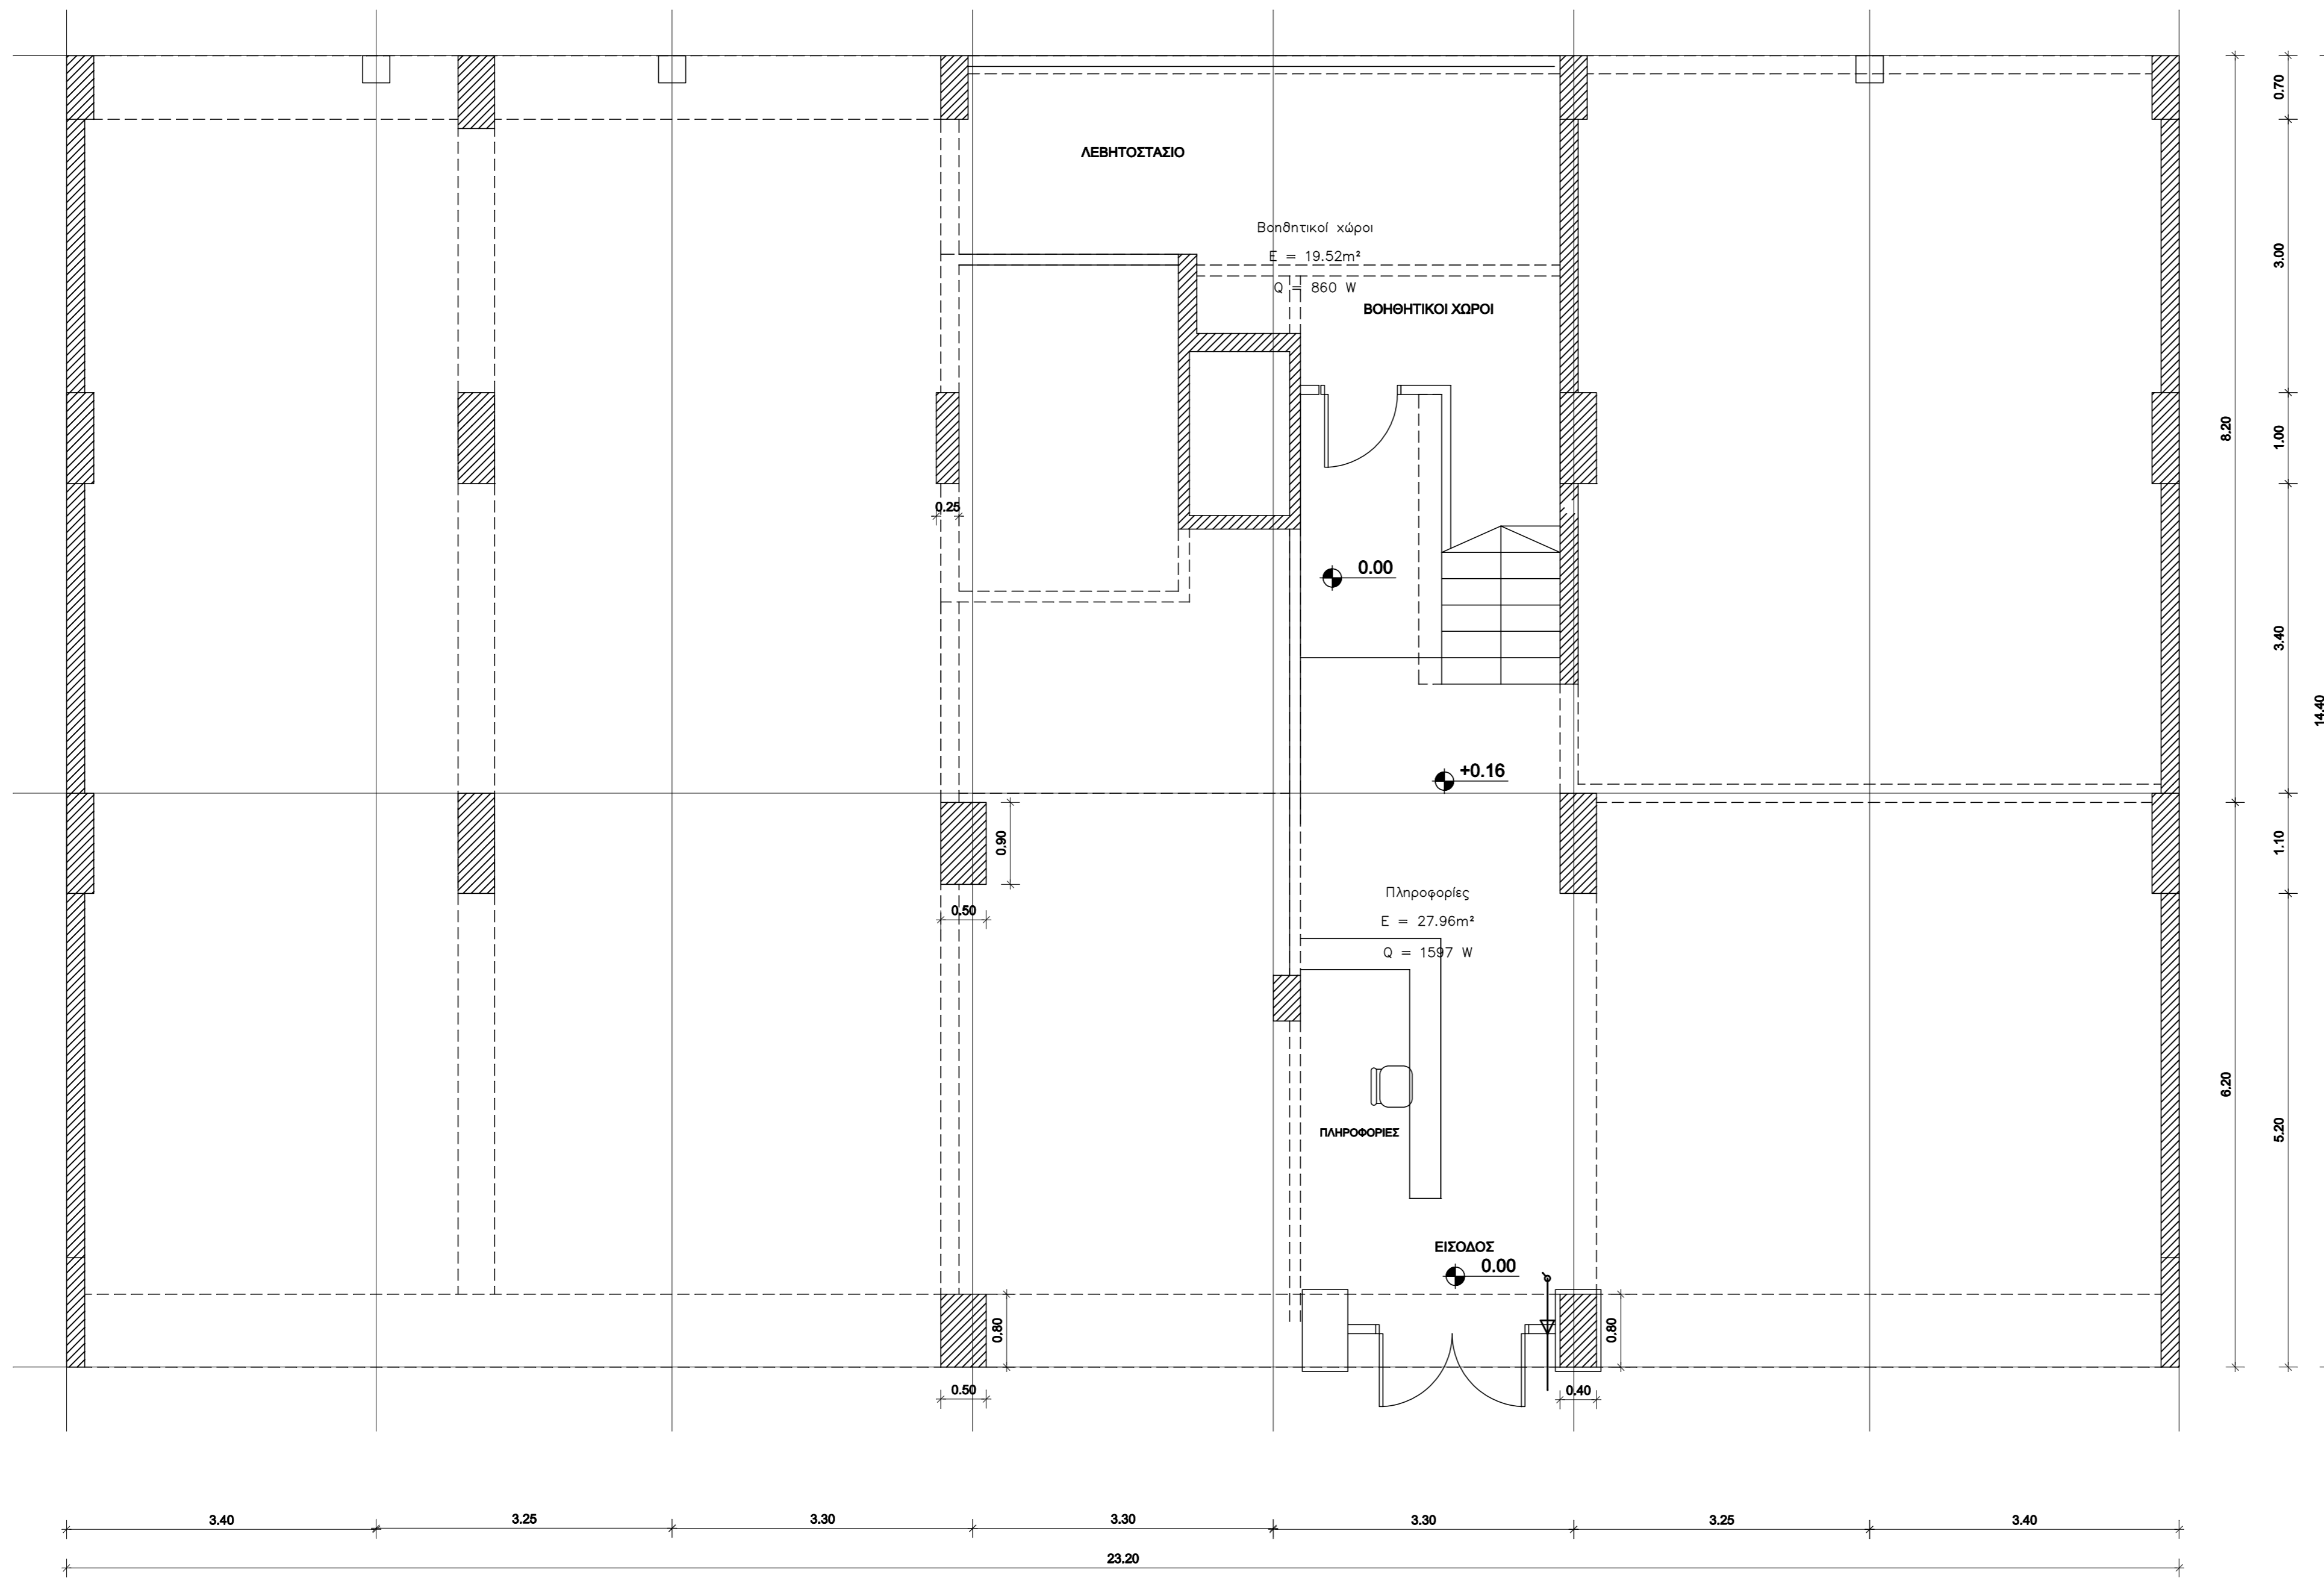 0.70
ΛΕΒΗΤΟΣΤΑΣΙΟ
Βοηθητικοί χώροι
E = 19.52m²
Q = 860 W
3.00
ΒΟΗΘΗΤΙΚΟΙ ΧΩΡΟΙ
8.20
1.00
0.25
0.00
3.40
14.40
+0.16
0.90
1.10
Πληροφορίες
E = 27.96m²
Q = 1597 W
0.50
6.20
5.20
ΠΛΗΡΟΦΟΡΙΕΣ
ΕΙΣΟΔΟΣ
0.00
0.80
0.80
0.50
0.40
3.40 3.25 3.30 3.30 3.30 3.25 3.40
23.20